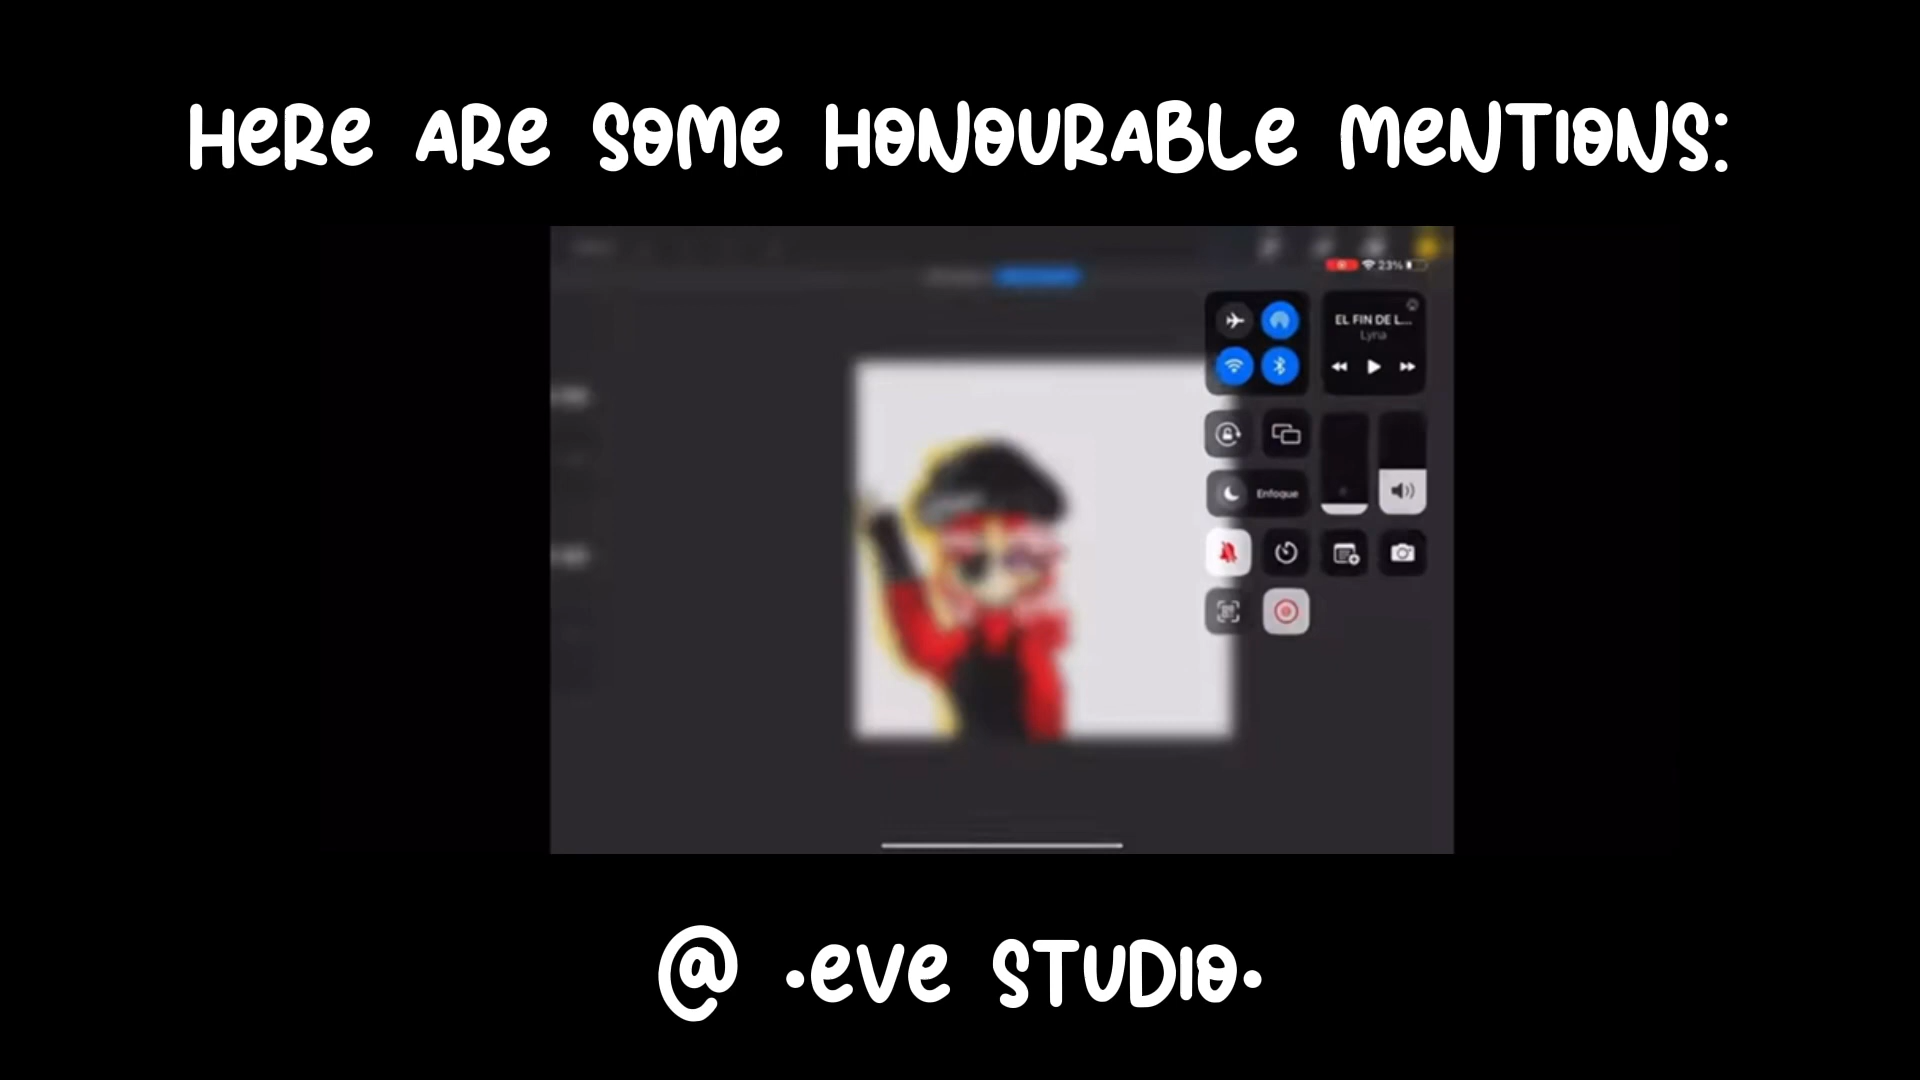 HERE ARE SOME HONOURABLE MENTIONS:
23%
EL FIN DE L...
Lyna
Enfoque
@ •EVE STUDIO•